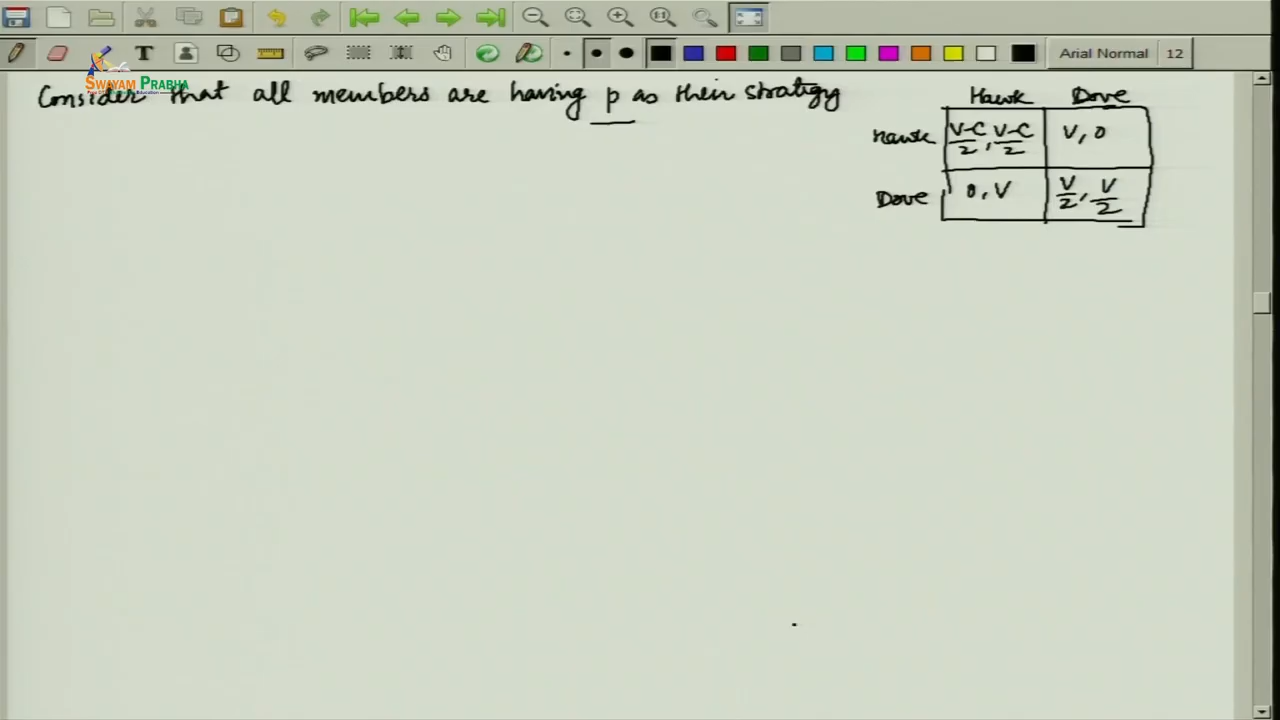 Arial Normal 12
SWAYAM PRABHA
Consider that all members are having p as their strategy
Hawk Dove
Hawk V-C/2, V-C/2 V, 0
Dove 0, V V/2, V/2